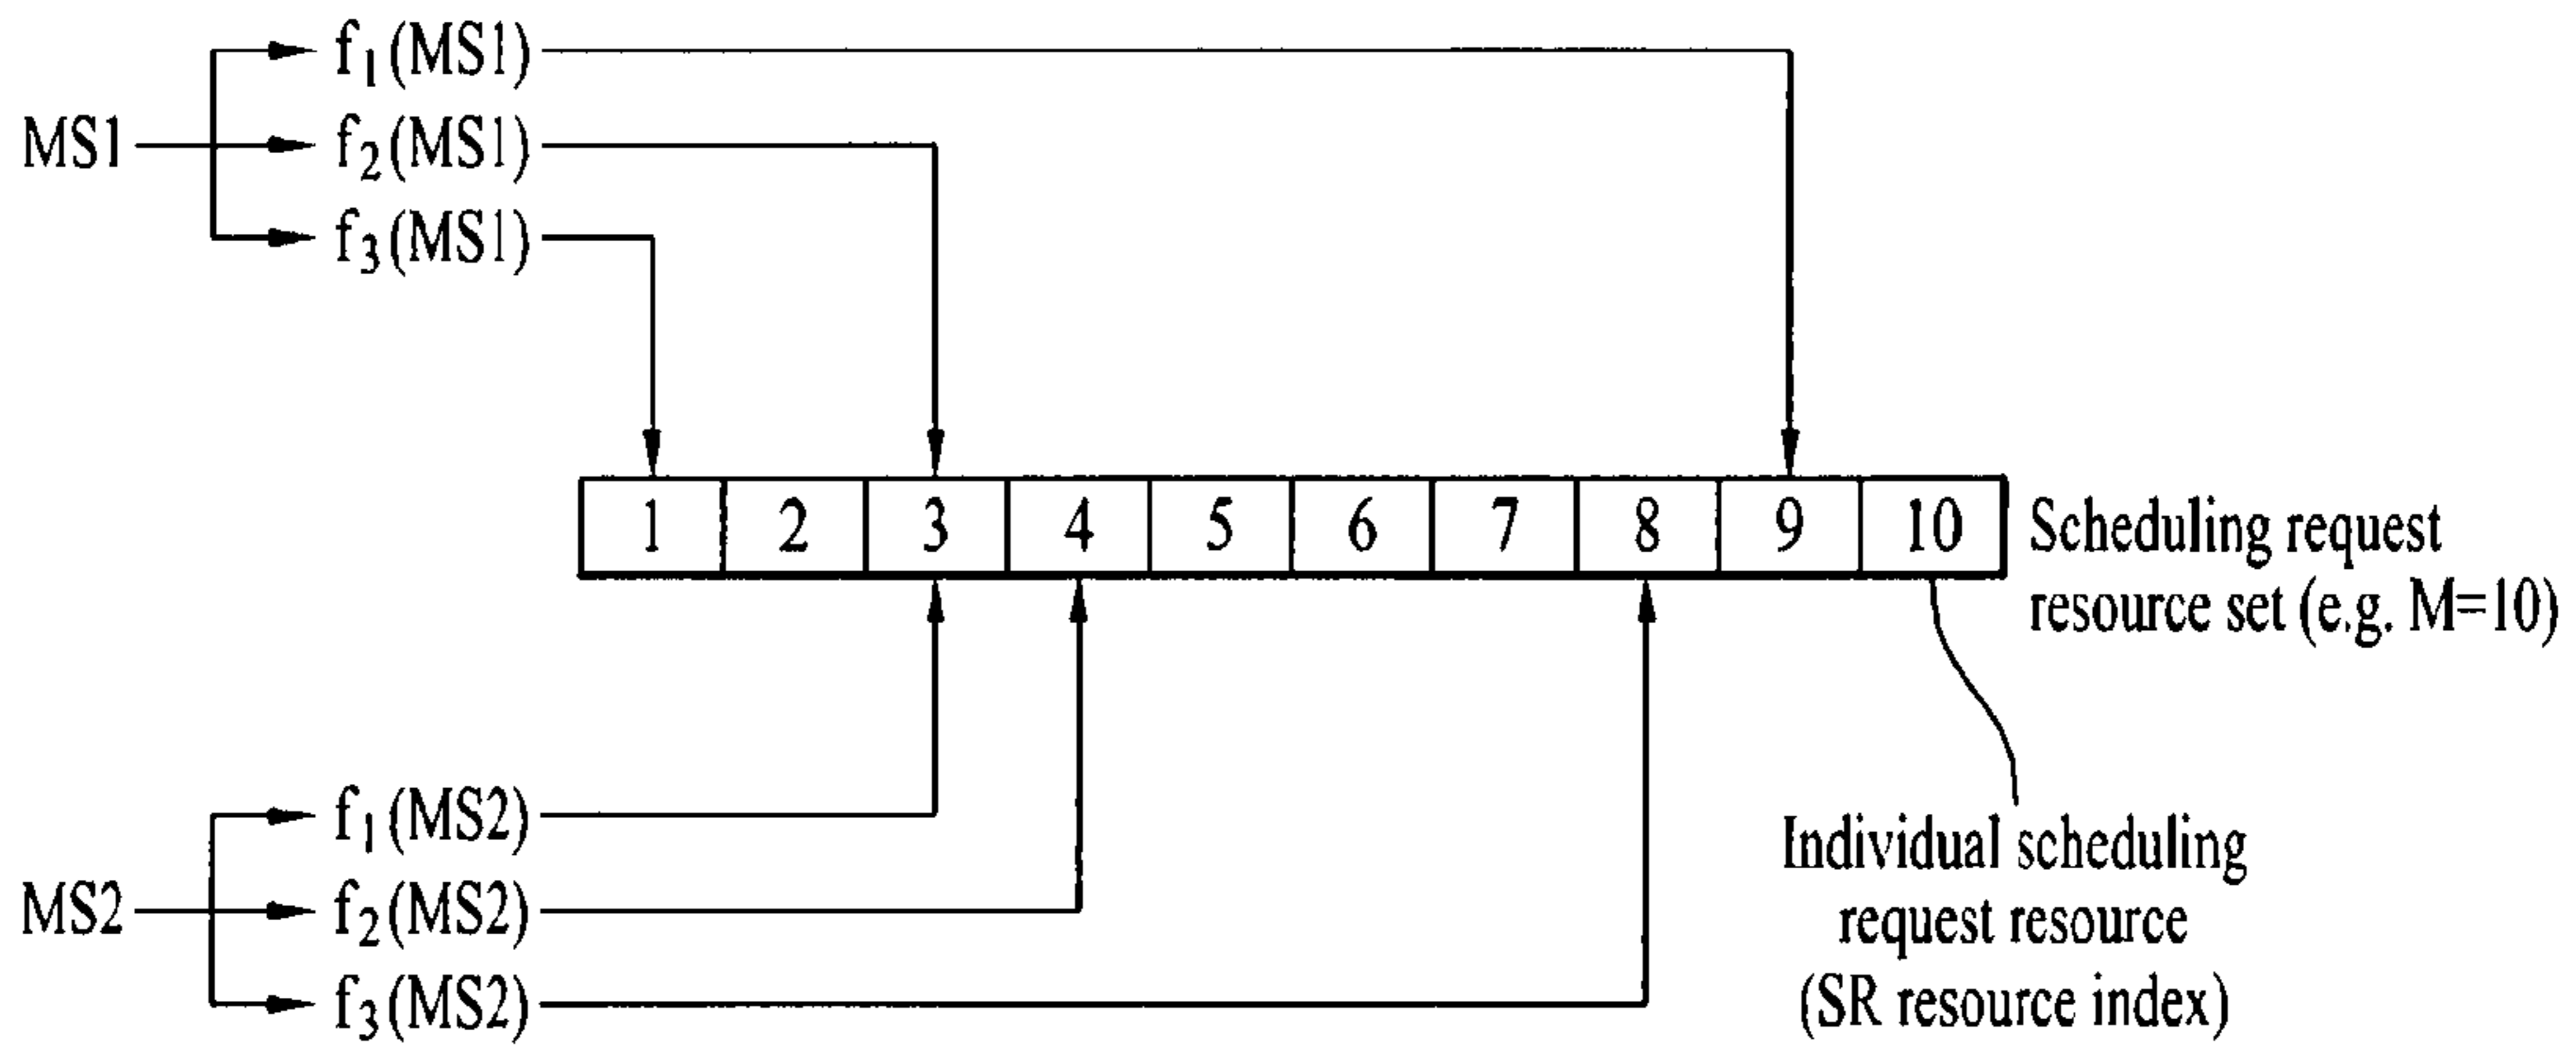 f1(MS1)
MS1
f2(MS1)
f3(MS1)
1 2 3 4 5 6 7 8 9 10
Scheduling request
resource set (e.g. M=10)
f1(MS2)
MS2
f2(MS2)
f3(MS2)
Individual scheduling
request resource
(SR resource index)